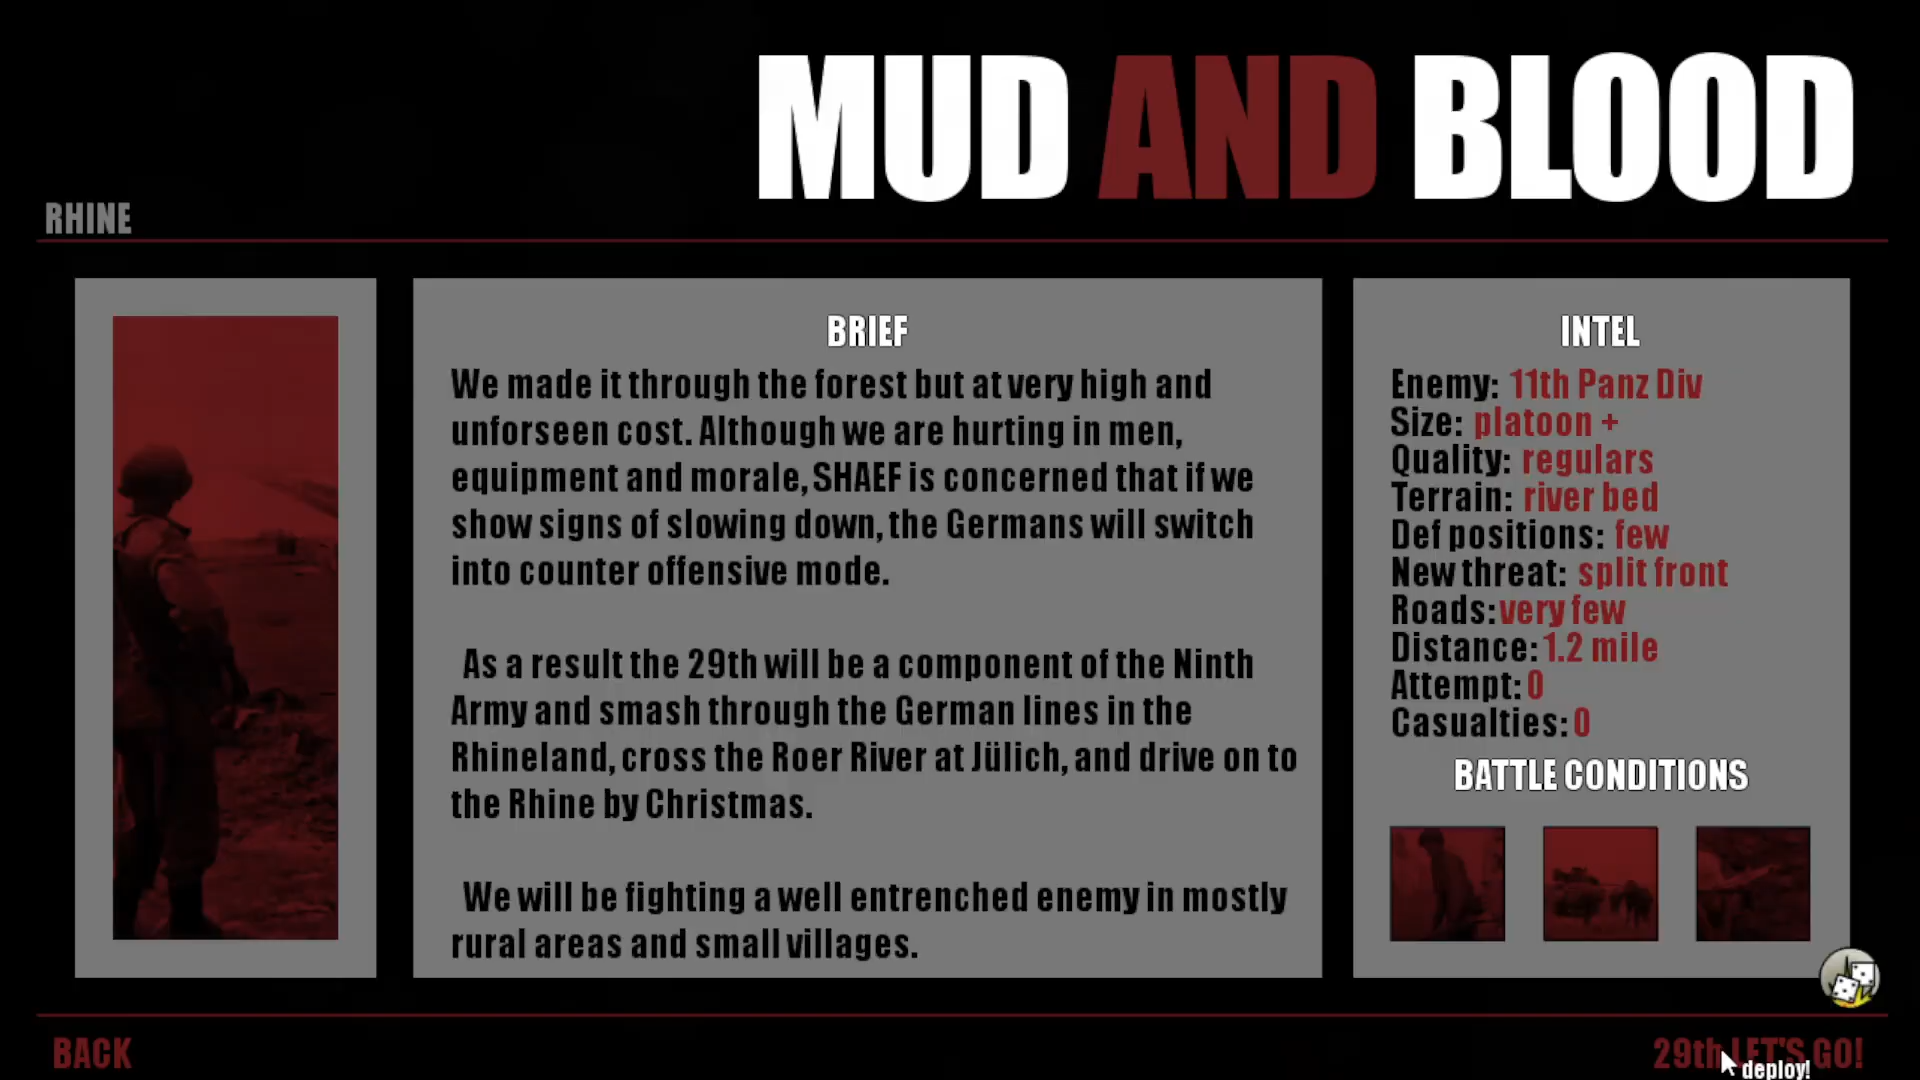 MUD AND BLOOD
RHINE
BRIEF
We made it through the forest but at very high and
unforseen cost. Although we are hurting in men,
equipment and morale, SHAEF is concerned that if we
show signs of slowing down, the Germans will switch
into counter offensive mode.
As a result the 29th will be a component of the Ninth
Army and smash through the German lines in the
Rhineland, cross the Roer River at Jülich, and drive on to
the Rhine by Christmas.
We will be fighting a well entrenched enemy in mostly
rural areas and small villages.
INTEL
Enemy: 11th Panz Div
Size: platoon +
Quality: regulars
Terrain: river bed
Def positions: few
New threat: split front
Roads: very few
Distance: 1.2 mile
Attempt: 0
Casualties: 0
BATTLE CONDITIONS
BACK
29th LET'S GO!
deploy!